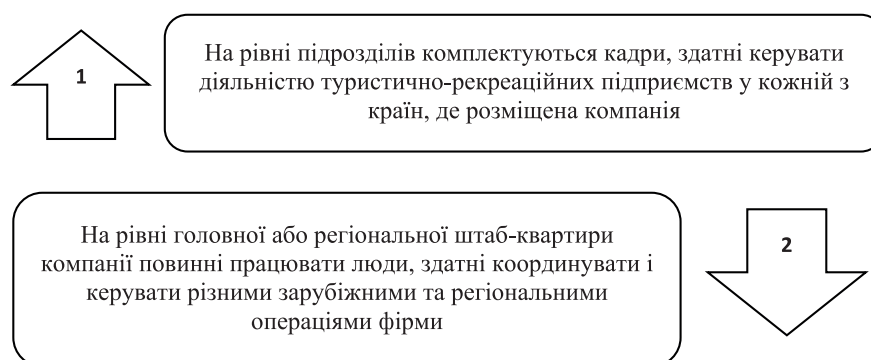 1
На рівні підрозділів комплектуються кадри, здатні керувати
діяльністю туристично-рекреаційних підприємств у кожній з
країн, де розміщена компанія
На рівні головної або регіональної штаб-квартири
компанії повинні працювати люди, здатні координувати і
керувати різними зарубіжними та регіональними
операціями фірми
2